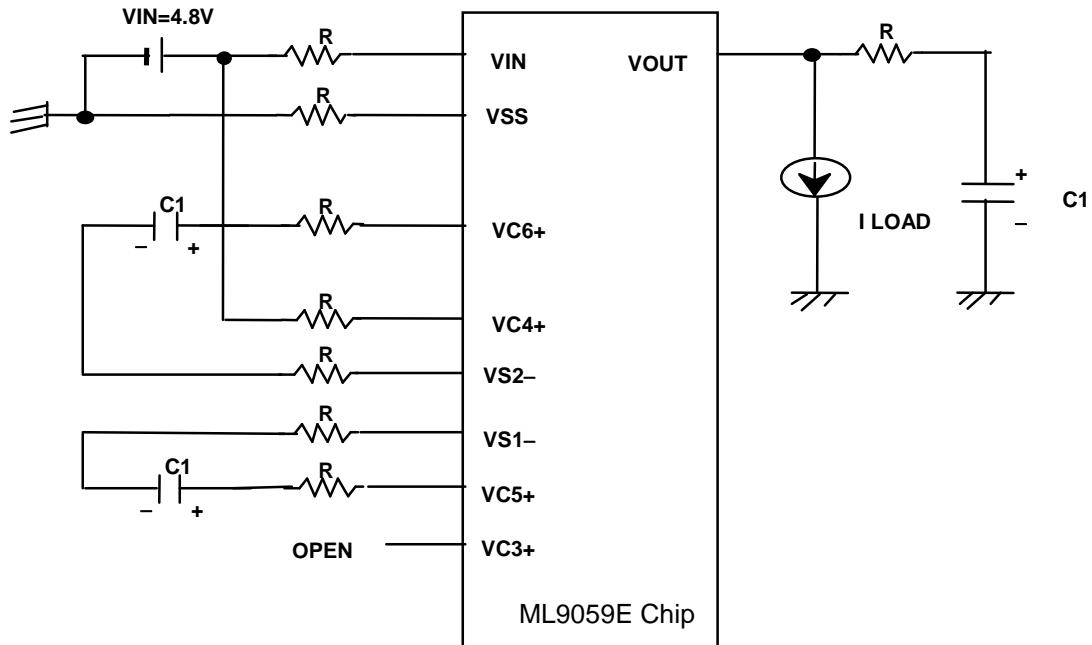 VIN=4.8V
R
VIN
R
VSS
C1
− +
R
VC6+
R
VC4+
R
VS2−
R
VS1−
C1
− +
R
VC5+
OPEN
VC3+
ML9059E Chip
VOUT
R
I LOAD
+
−
C1